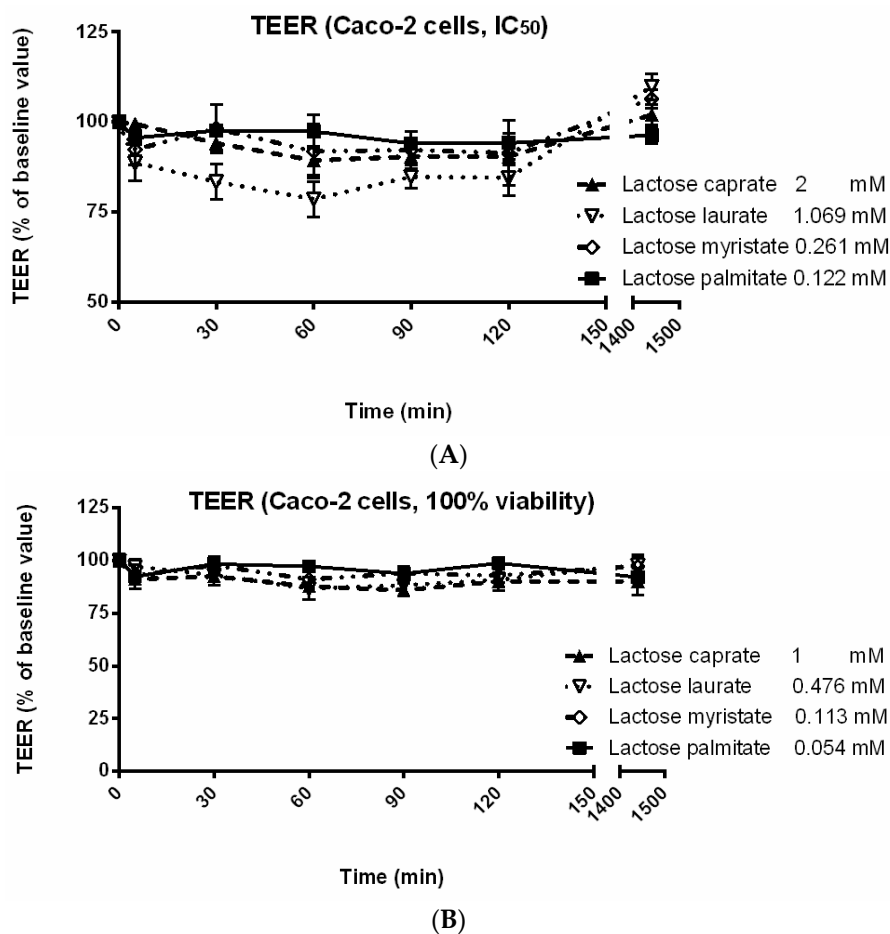 TEER (Caco-2 cells, IC50)
TEER (% of baseline value)
125
100
75
50
0
30
60
90
120
150
1400
1500
Lactose caprate 2 mM
Lactose laurate 1.069 mM
Lactose myristate 0.261 mM
Lactose palmitate 0.122 mM
Time (min)
(A)
TEER (Caco-2 cells, 100% viability)
TEER (% of baseline value)
125
100
75
50
25
0
0
30
60
90
120
150
1400
1500
Lactose caprate 1 mM
Lactose laurate 0.476 mM
Lactose myristate 0.113 mM
Lactose palmitate 0.054 mM
Time (min)
(B)